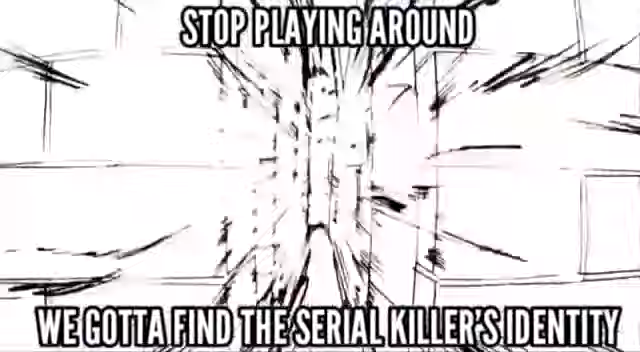 STOP PLAYING AROUND
WE GOTTA FIND THE SERIAL KILLER'S IDENTITY